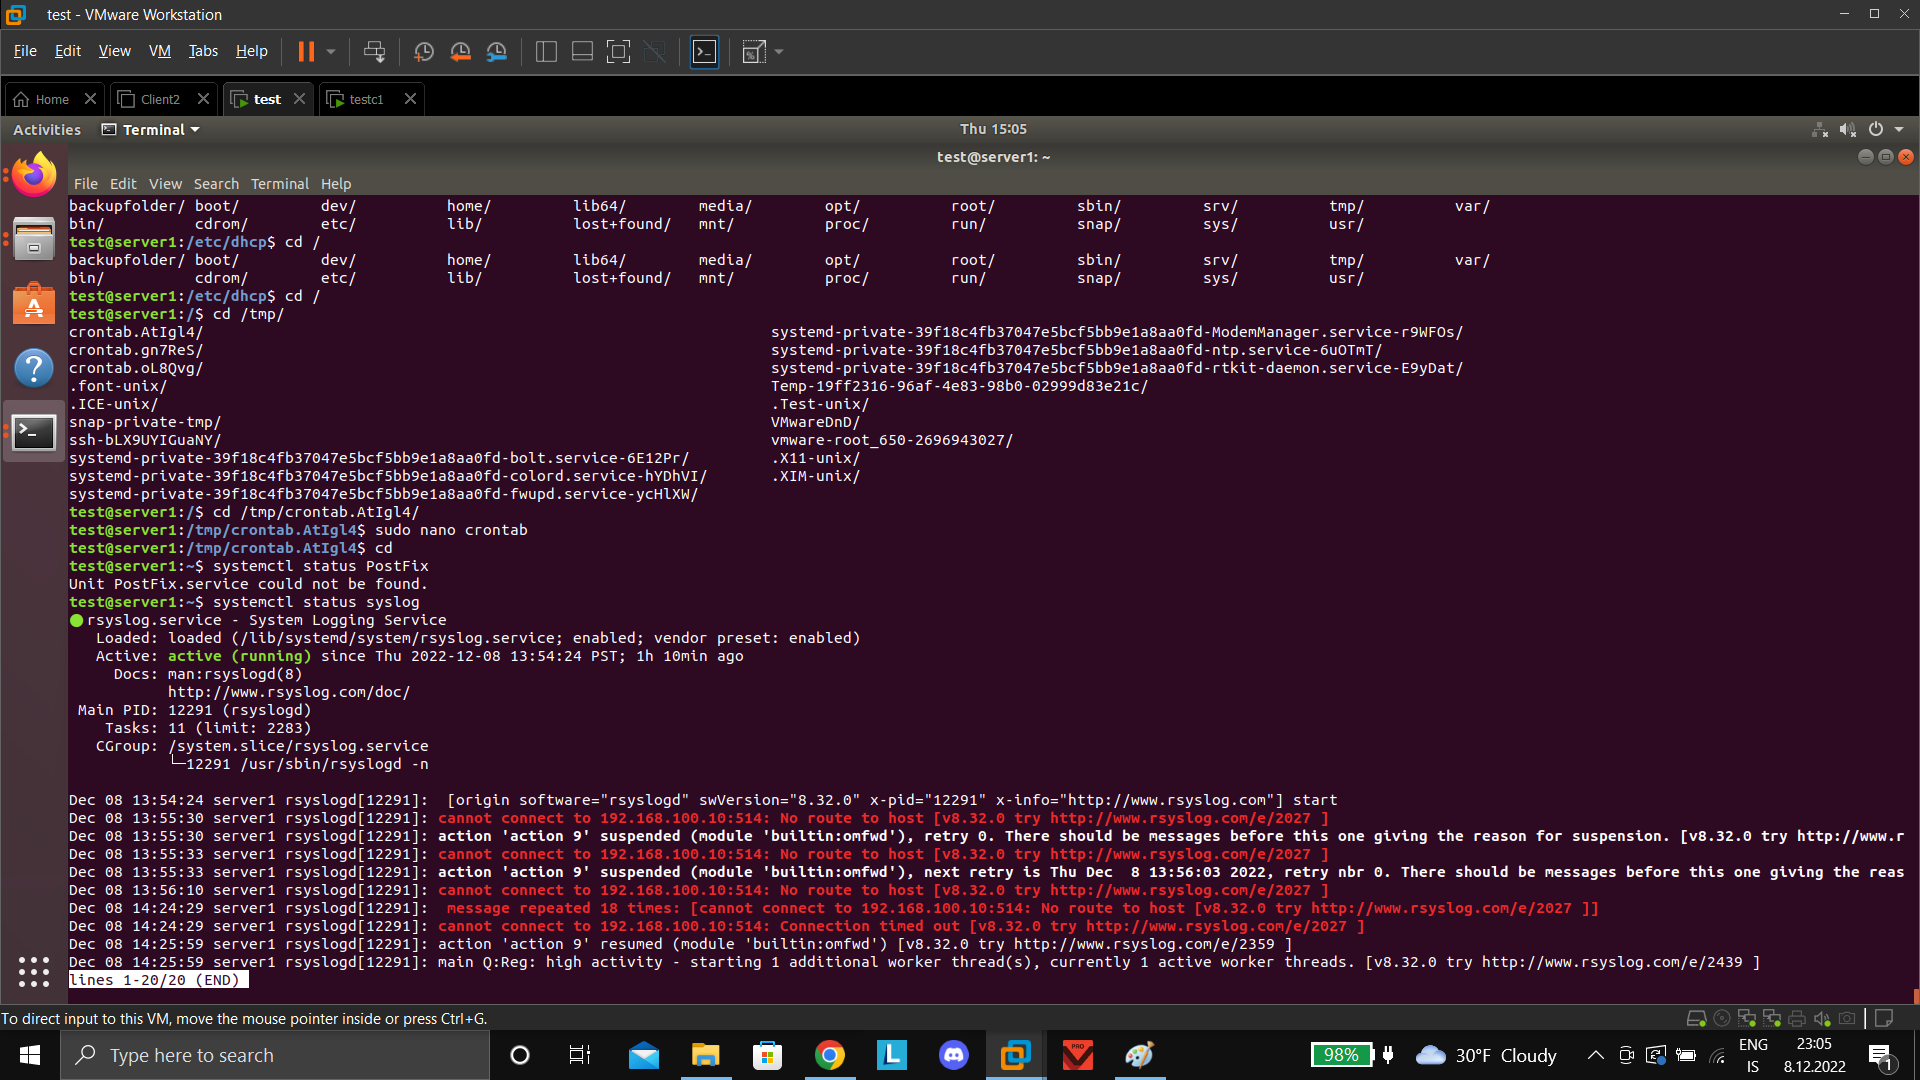 test - VMware Workstation
File Edit View VM Tabs Help
Home Client2 test testc1
Activities Terminal Thu 15:05
test@server1: ~
File Edit View Search Terminal Help
backupfolder/ boot/ dev/ home/ lib64/ media/ opt/ root/ sbin/ srv/ tmp/ var/
bin/ cdrom/ etc/ lib/ lost+found/ mnt/ proc/ run/ snap/ sys/ usr/
test@server1:/etc/dhcp$ cd /
backupfolder/ boot/ dev/ home/ lib64/ media/ opt/ root/ sbin/ srv/ tmp/ var/
bin/ cdrom/ etc/ lib/ lost+found/ mnt/ proc/ run/ snap/ sys/ usr/
test@server1:/etc/dhcp$ cd /
test@server1:/$ cd /tmp/
crontab.AtIgl4/ systemd-private-39f18c4fb37047e5bcf5bb9e1a8aa0fd-ModemManager.service-r9WFOs/
crontab.gn7ReS/ systemd-private-39f18c4fb37047e5bcf5bb9e1a8aa0fd-ntp.service-6uOTmT/
crontab.oL8Qvg/ systemd-private-39f18c4fb37047e5bcf5bb9e1a8aa0fd-rtkit-daemon.service-E9yDat/
.font-unix/ Temp-19ff2316-96af-4e83-98b0-02999d83e21c/
.ICE-unix/ .Test-unix/
snap-private-tmp/ VMwareDnD/
ssh-bLX9UYIGuaNY/ vmware-root_650-2696943027/
systemd-private-39f18c4fb37047e5bcf5bb9e1a8aa0fd-bolt.service-6E12Pr/ .X11-unix/
systemd-private-39f18c4fb37047e5bcf5bb9e1a8aa0fd-colord.service-hYDhVI/ .XIM-unix/
systemd-private-39f18c4fb37047e5bcf5bb9e1a8aa0fd-fwupd.service-ycHlXW/
test@server1:/$ cd /tmp/crontab.AtIgl4/
test@server1:/tmp/crontab.AtIgl4$ sudo nano crontab
test@server1:/tmp/crontab.AtIgl4$ cd
test@server1:~$ systemctl status PostFix
Unit PostFix.service could not be found.
test@server1:~$ systemctl status syslog
● rsyslog.service - System Logging Service
Loaded: loaded (/lib/systemd/system/rsyslog.service; enabled; vendor preset: enabled)
Active: active (running) since Thu 2022-12-08 13:54:24 PST; 1h 10min ago
Docs: man:rsyslogd(8)
http://www.rsyslog.com/doc/
Main PID: 12291 (rsyslogd)
Tasks: 11 (limit: 2283)
CGroup: /system.slice/rsyslog.service
└─12291 /usr/sbin/rsyslogd -n
Dec 08 13:54:24 server1 rsyslogd[12291]:  [origin software="rsyslogd" swVersion="8.32.0" x-pid="12291" x-info="http://www.rsyslog.com"] start
Dec 08 13:55:30 server1 rsyslogd[12291]: cannot connect to 192.168.100.10:514: No route to host [v8.32.0 try http://www.rsyslog.com/e/2027 ]
Dec 08 13:55:30 server1 rsyslogd[12291]: action 'action 9' suspended (module 'builtin:omfwd'), retry 0. There should be messages before this one giving the reason for suspension. [v8.32.0 try http://www.r
Dec 08 13:55:33 server1 rsyslogd[12291]: cannot connect to 192.168.100.10:514: No route to host [v8.32.0 try http://www.rsyslog.com/e/2027 ]
Dec 08 13:55:33 server1 rsyslogd[12291]: action 'action 9' suspended (module 'builtin:omfwd'), next retry is Thu Dec  8 13:56:03 2022, retry nbr 0. There should be messages before this one giving the reas
Dec 08 13:56:10 server1 rsyslogd[12291]: cannot connect to 192.168.100.10:514: No route to host [v8.32.0 try http://www.rsyslog.com/e/2027 ]
Dec 08 14:24:29 server1 rsyslogd[12291]:  message repeated 18 times: [cannot connect to 192.168.100.10:514: No route to host [v8.32.0 try http://www.rsyslog.com/e/2027 ]]
Dec 08 14:24:29 server1 rsyslogd[12291]: cannot connect to 192.168.100.10:514: Connection timed out [v8.32.0 try http://www.rsyslog.com/e/2027 ]
Dec 08 14:25:59 server1 rsyslogd[12291]: action 'action 9' resumed (module 'builtin:omfwd') [v8.32.0 try http://www.rsyslog.com/e/2359 ]
Dec 08 14:25:59 server1 rsyslogd[12291]: main Q:Reg: high activity - starting 1 additional worker thread(s), currently 1 active worker threads. [v8.32.0 try http://www.rsyslog.com/e/2439 ]
lines 1-20/20 (END)
To direct input to this VM, move the mouse pointer inside or press Ctrl+G.
Type here to search L PRO 98% 30°F Cloudy ENG 23:05
IS 8.12.2022 1